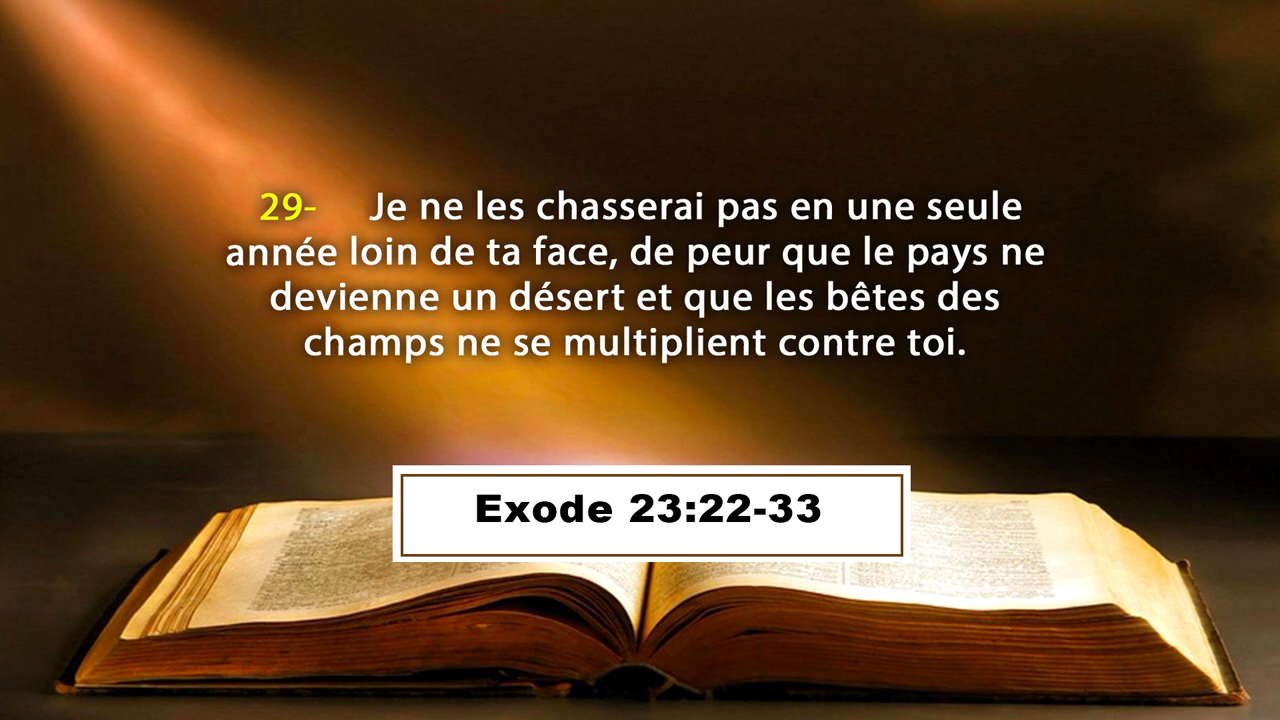 29- Je ne les chasserai pas en une seule
année loin de ta face, de peur que le pays ne
devienne un désert et que les bêtes des
champs ne se multiplient contre toi.
Exode 23:22-33